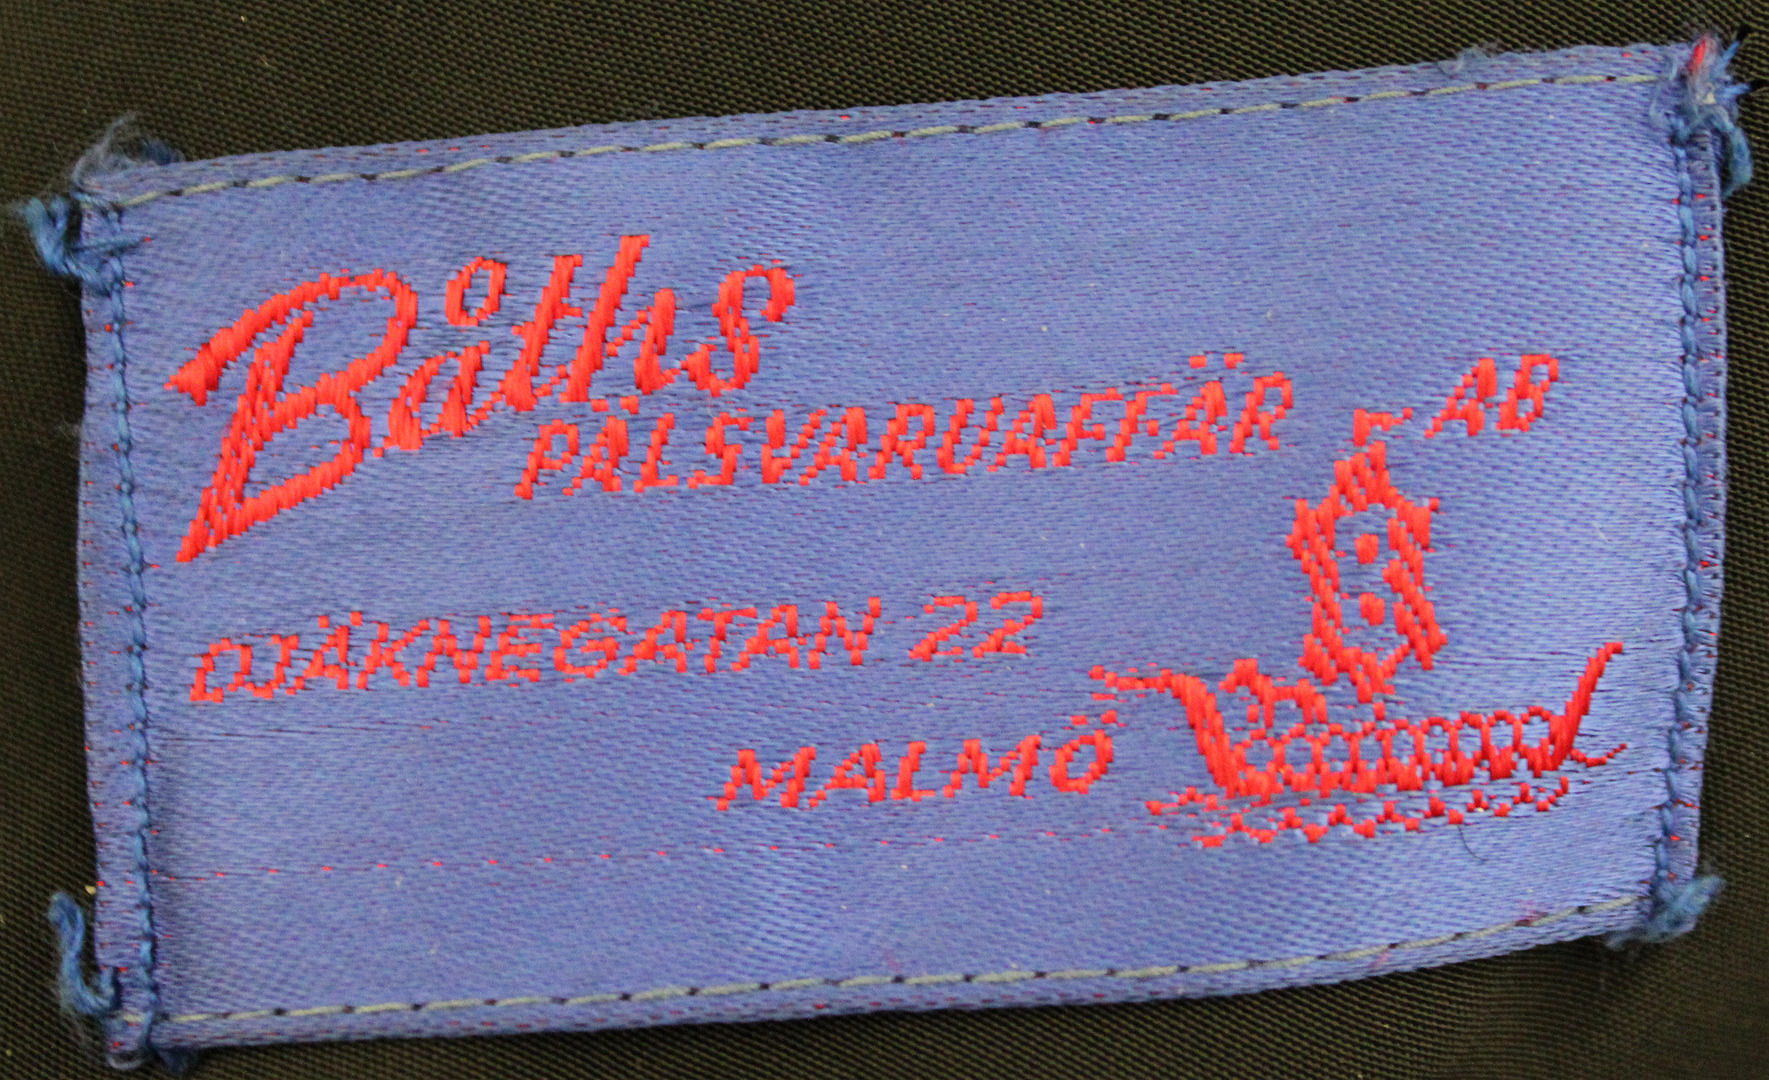 Båths
PÄLSVARUAFFÄR AB
DJÄKNEGATAN 22
MALMÖ